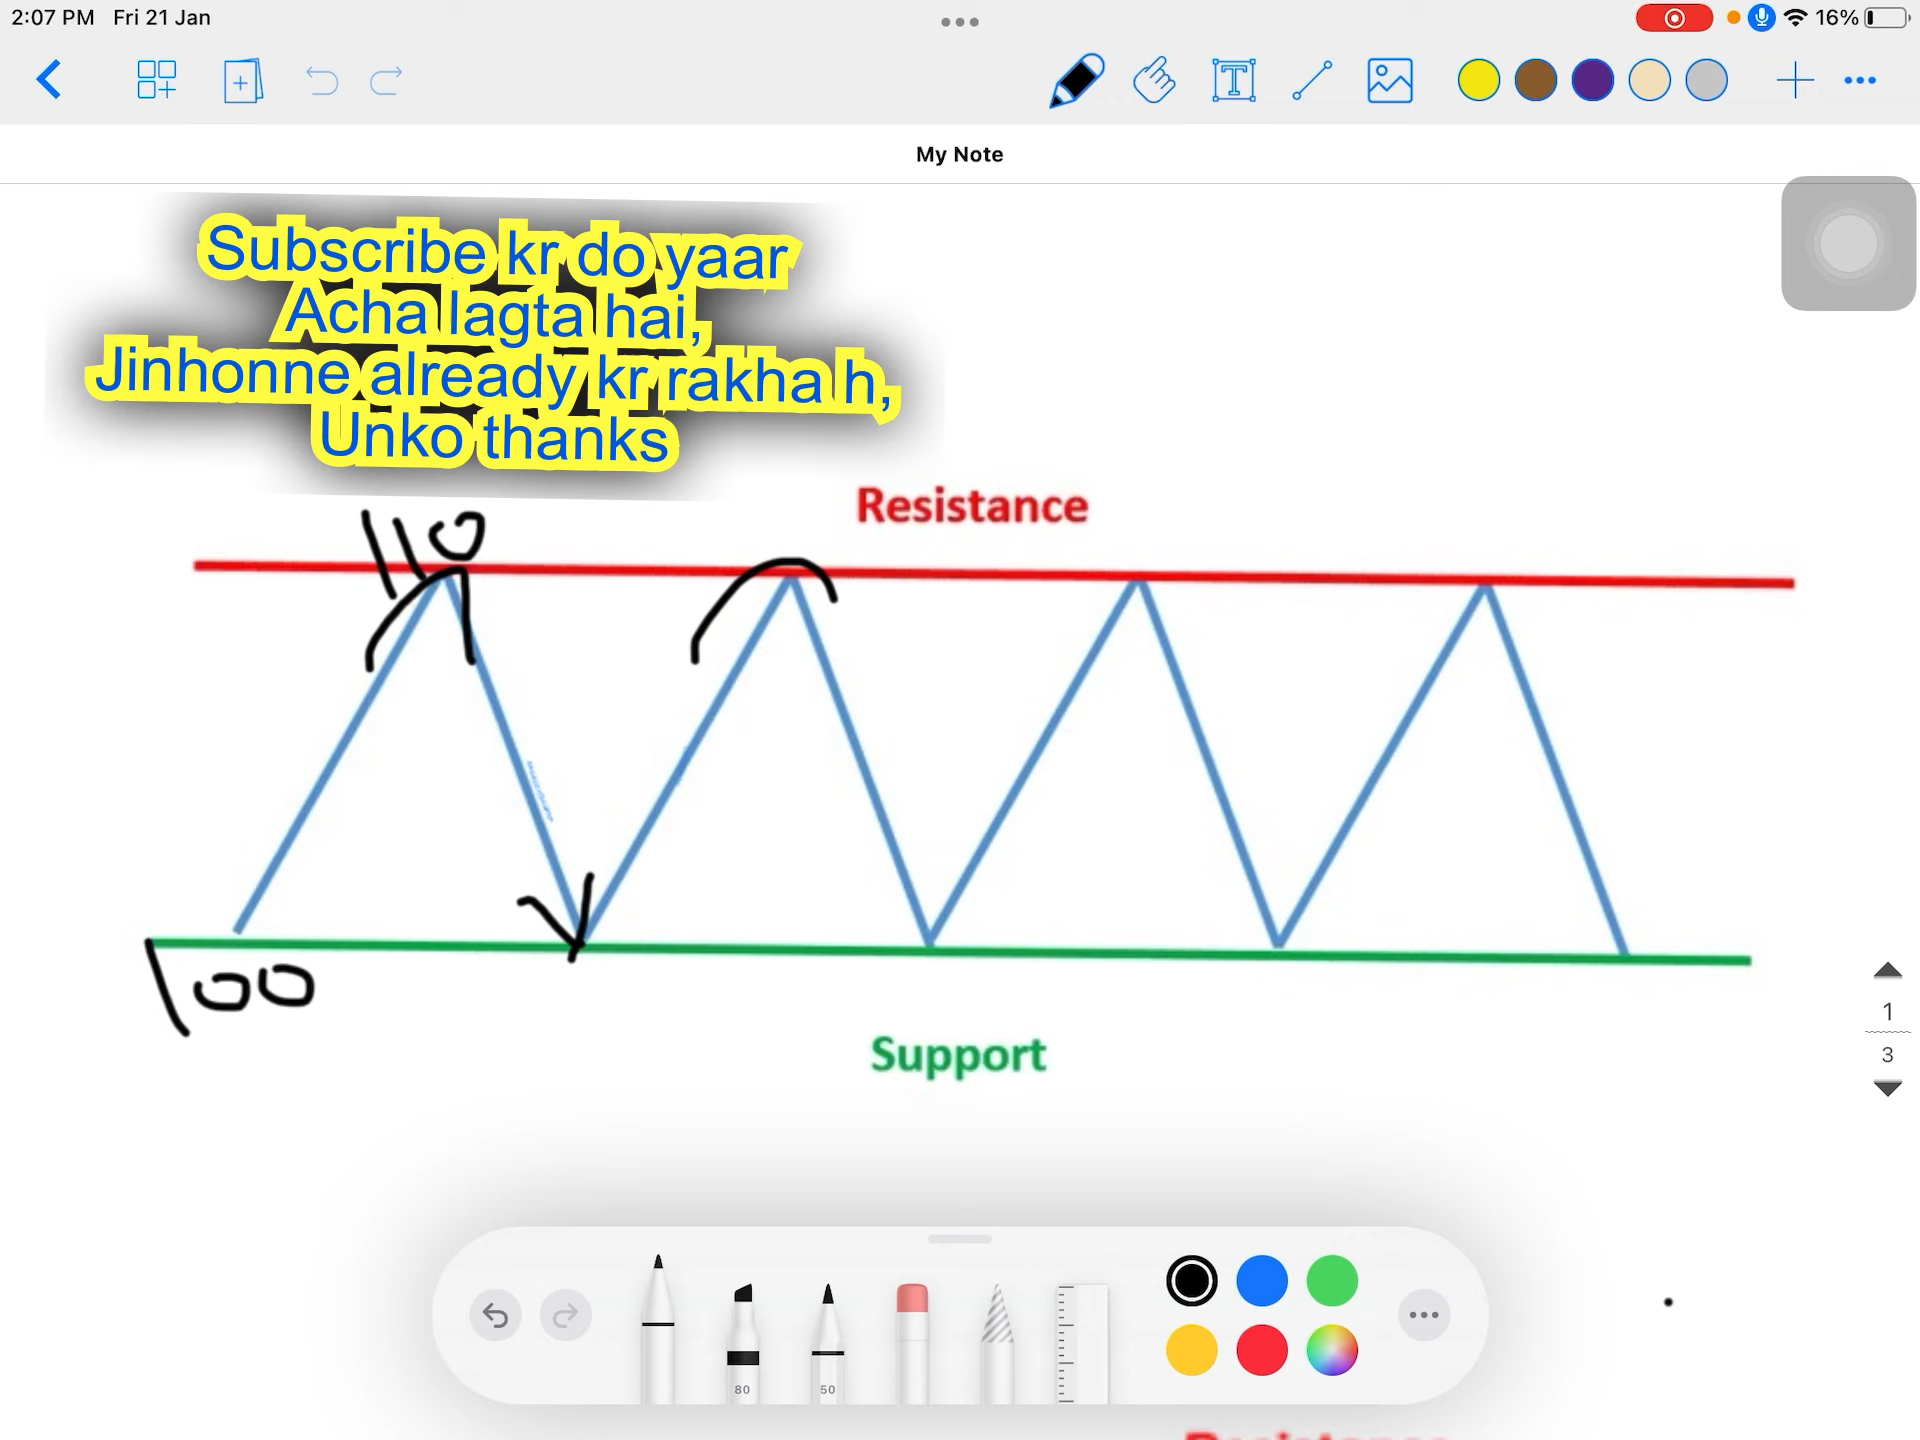 2:07 PM Fri 21 Jan
16%
My Note
Subscribe kr do yaar
Acha lagta hai,
Jinhonne already kr rakha h,
Unko thanks
Resistance
110
100
Support
1
3
80
50
Resistance